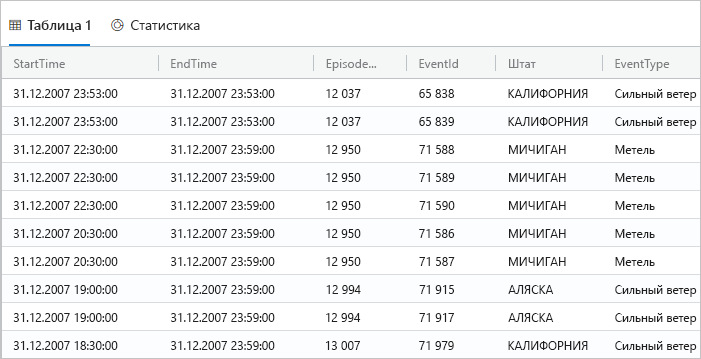 Таблица 1 Статистика
StartTime EndTime Episode... EventId Штат EventType
31.12.2007 23:53:00 31.12.2007 23:53:00 12 037 65 838 КАЛИФОРНИЯ Сильный ветер
31.12.2007 23:53:00 31.12.2007 23:53:00 12 037 65 839 КАЛИФОРНИЯ Сильный ветер
31.12.2007 22:30:00 31.12.2007 23:59:00 12 950 71 588 МИЧИГАН Метель
31.12.2007 22:30:00 31.12.2007 23:59:00 12 950 71 589 МИЧИГАН Метель
31.12.2007 22:30:00 31.12.2007 23:59:00 12 950 71 590 МИЧИГАН Метель
31.12.2007 20:30:00 31.12.2007 23:59:00 12 950 71 586 МИЧИГАН Метель
31.12.2007 20:30:00 31.12.2007 23:59:00 12 950 71 587 МИЧИГАН Метель
31.12.2007 19:00:00 31.12.2007 23:59:00 12 994 71 915 АЛЯСКА Сильный ветер
31.12.2007 19:00:00 31.12.2007 23:59:00 12 994 71 917 АЛЯСКА Сильный ветер
31.12.2007 18:30:00 31.12.2007 23:59:00 13 007 71 979 КАЛИФОРНИЯ Сильный ветер